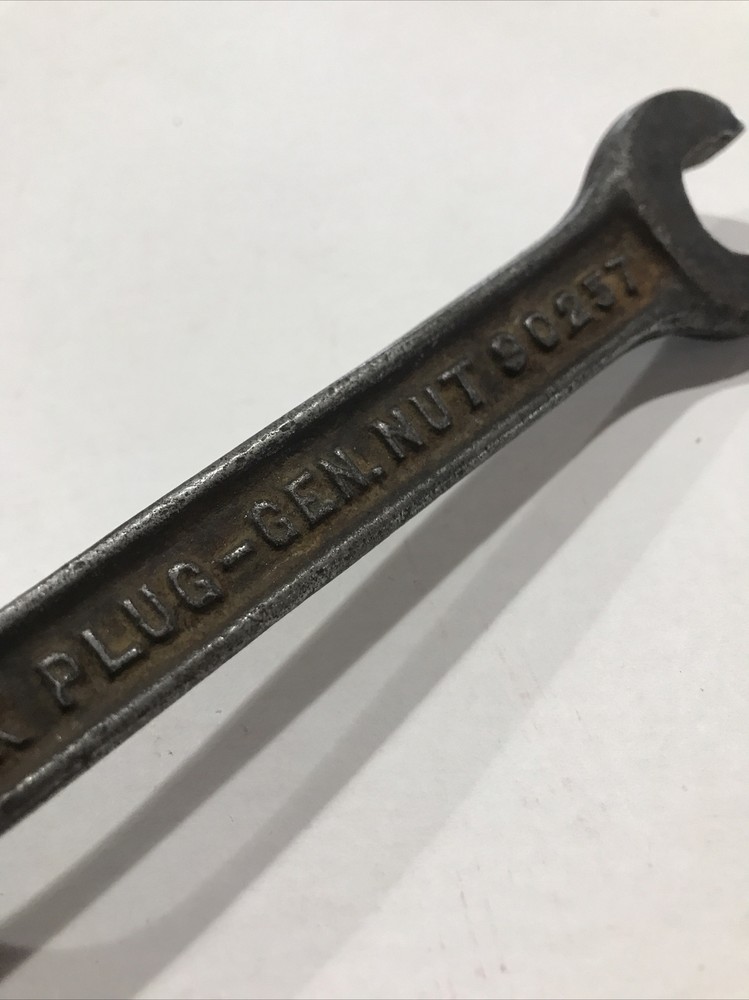 K PLUG-GEN. NUT 90257